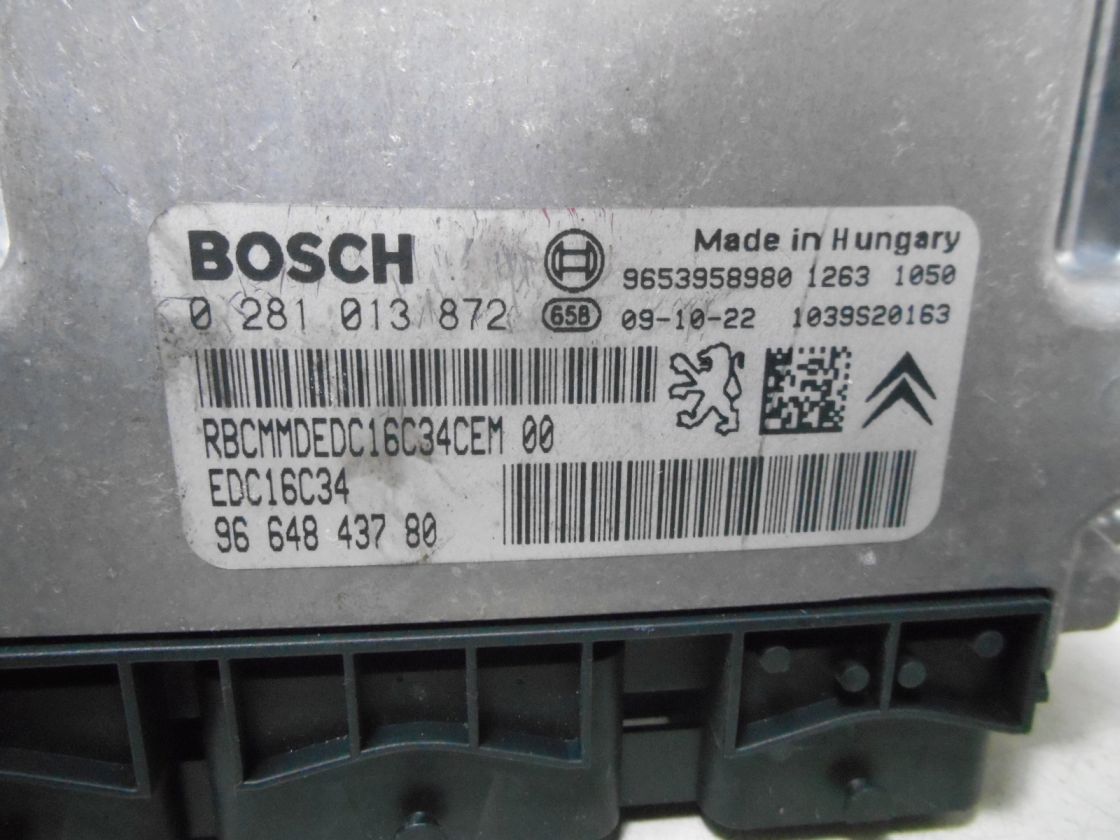 BOSCH
Made in Hungary
9653958980 1263 1050
0 281 013 872
658
09-10-22 1039S20163
RBCMMDEDC16C34CEM 00
EDC16C34
96 648 437 80